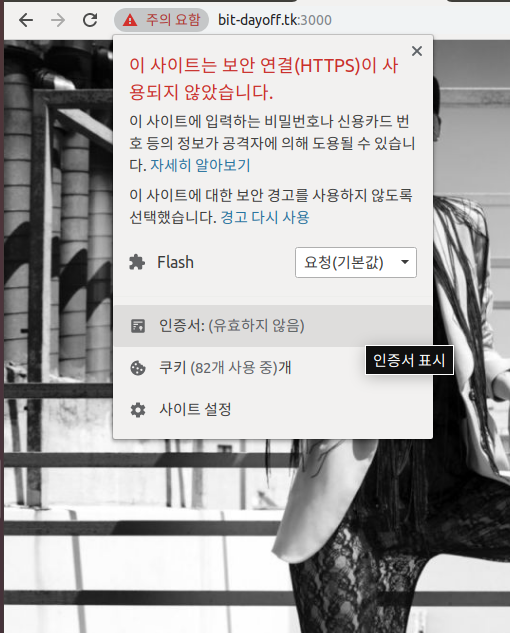 주의 요함 bit-dayoff.tk:3000
이 사이트는 보안 연결(HTTPS)이 사
용되지 않았습니다.
이 사이트에 입력하는 비밀번호나 신용카드 번
호 등의 정보가 공격자에 의해 도용될 수 있습니
다. 자세히 알아보기
이 사이트에 대한 보안 경고를 사용하지 않도록
선택했습니다. 경고 다시 사용
Flash 요청(기본값)
인증서: (유효하지 않음)
인증서 표시
쿠키 (82개 사용 중)개
사이트 설정